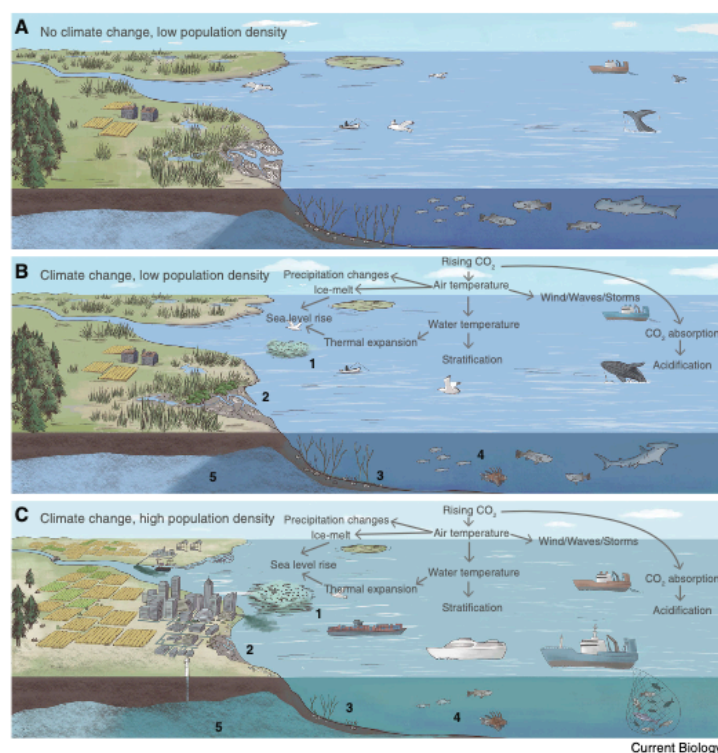 A
No climate change, low population density
B
Climate change, low population density
Rising CO2
Precipitation changes
Air temperature
Ice-melt
Wind/Waves/Storms
Sea level rise
Water temperature
CO2 absorption
Thermal expansion
1
Stratification
Acidification
2
4
5
3
C
Climate change, high population density
Rising CO2
Precipitation changes
Air temperature
Ice-melt
Wind/Waves/Storms
Sea level rise
Water temperature
CO2 absorption
Thermal expansion
1
Stratification
Acidification
2
3
4
5
Current Biology